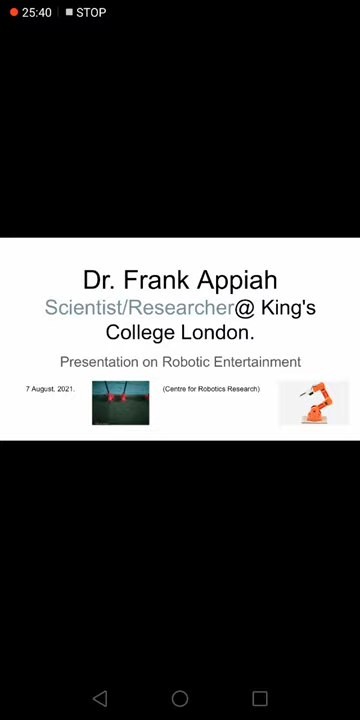 25:40 STOP
Dr. Frank Appiah
Scientist/Researcher@ King's
College London.
Presentation on Robotic Entertainment
7 August, 2021. (Centre for Robotics Research)